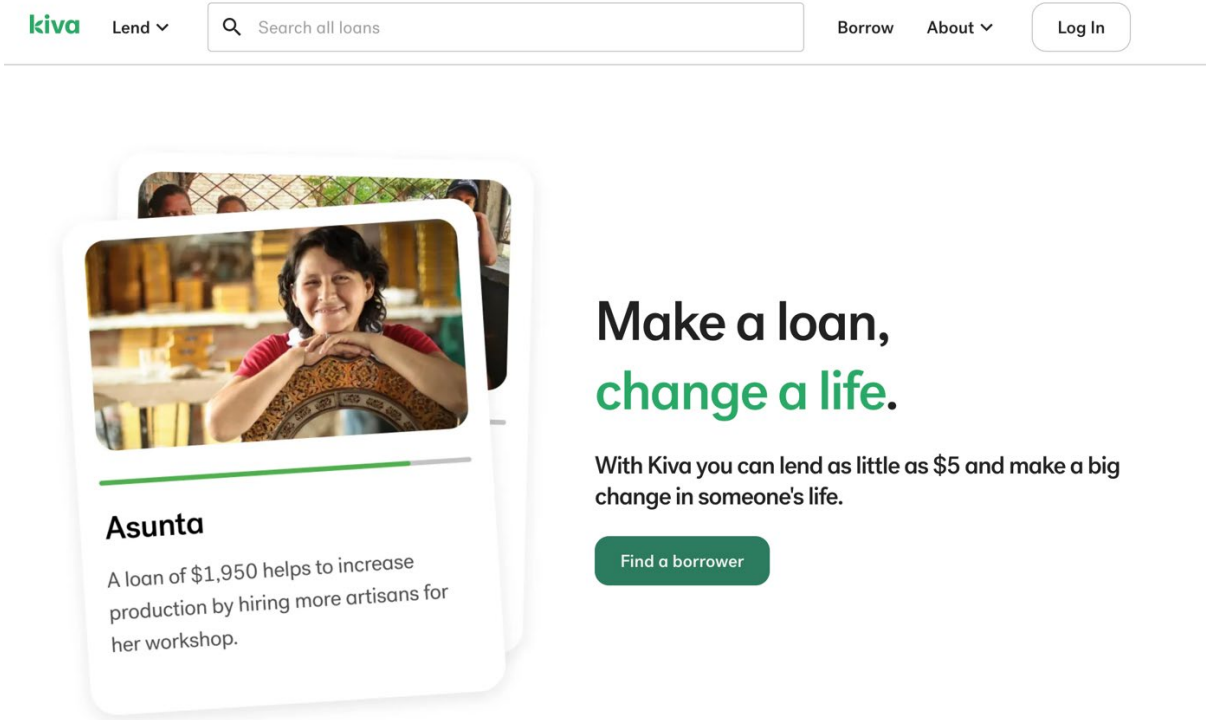 kiva
Lend
Search all loans
Borrow
About
Log In
Make a loan,
change a life.
With Kiva you can lend as little as $5 and make a big
change in someone's life.
Find a borrower
Asunta
A loan of $1,950 helps to increase
production by hiring more artisans for
her workshop.